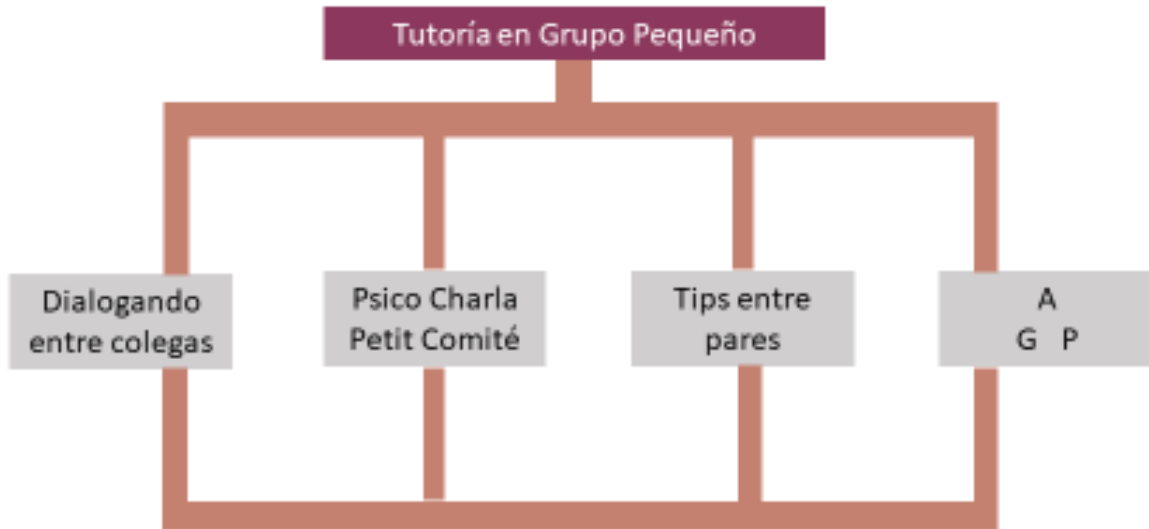 Tutoría en Grupo Pequeño
Dialogando
entre colegas
Psico Charla
Petit Comité
Tips entre
pares
A
G P